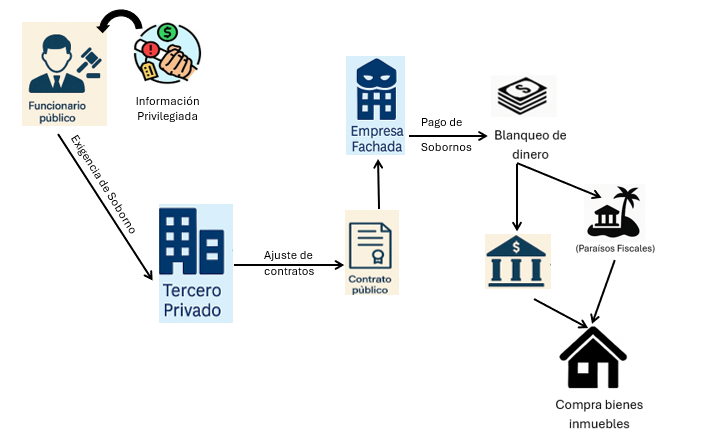 Funcionario
público
Información
Privilegiada
Exigencia de Soborno
Tercero
Privado
Ajuste de
contratos
Contrato
público
Empresa
Fachada
Pago de
Sobornos
Blanqueo de
dinero
(Paraísos Fiscales)
Compra bienes
inmuebles